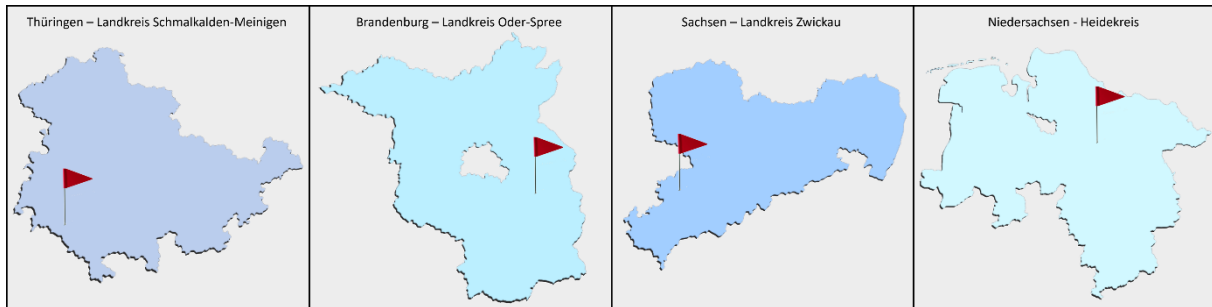 Thüringen – Landkreis Schmalkalden-Meinigen
Brandenburg – Landkreis Oder-Spree
Sachsen – Landkreis Zwickau
Niedersachsen - Heidekreis